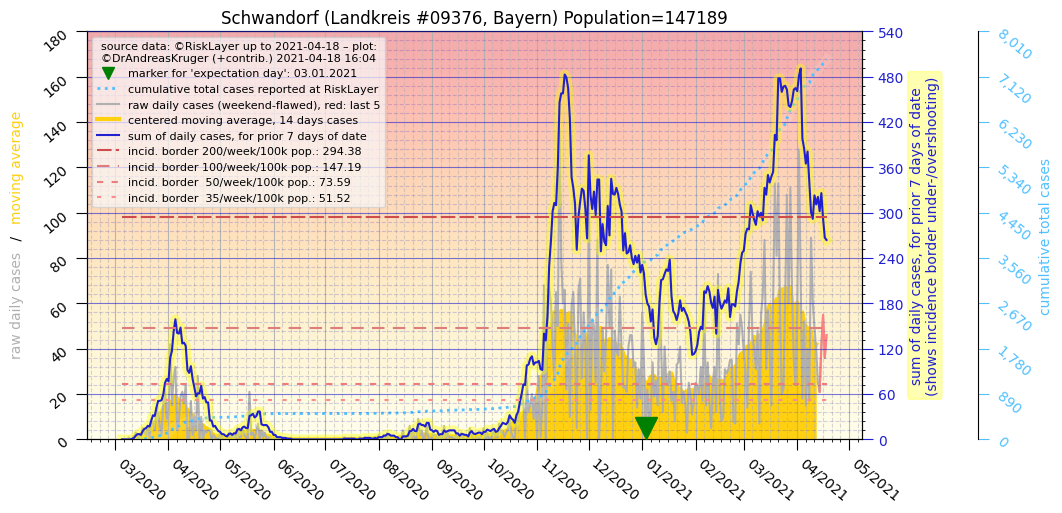 Schwandorf (Landkreis #09376, Bayern) Population=147189
source data: ©RiskLayer up to 2021-04-18 – plot:
©DrAndreasKruger (+contrib.) 2021-04-18 16:04
marker for 'expectation day': 03.01.2021
cumulative total cases reported at RiskLayer
raw daily cases (weekend-flawed), red: last 5
centered moving average, 14 days cases
sum of daily cases, for prior 7 days of date
incid. border 200/week/100k pop.: 294.38
incid. border 100/week/100k pop.: 147.19
incid. border  50/week/100k pop.: 73.59
incid. border  35/week/100k pop.: 51.52
raw daily cases / moving average
180
160
140
120
100
80
60
40
20
0
03/2020
04/2020
05/2020
06/2020
07/2020
08/2020
09/2020
10/2020
11/2020
12/2020
01/2021
02/2021
03/2021
04/2021
05/2021
540
480
420
360
300
240
180
120
60
0
sum of daily cases, for prior 7 days of date
(shows incidence border under-/overshooting)
8,010
7,120
6,230
5,340
4,450
3,560
2,670
1,780
890
0
cumulative total cases